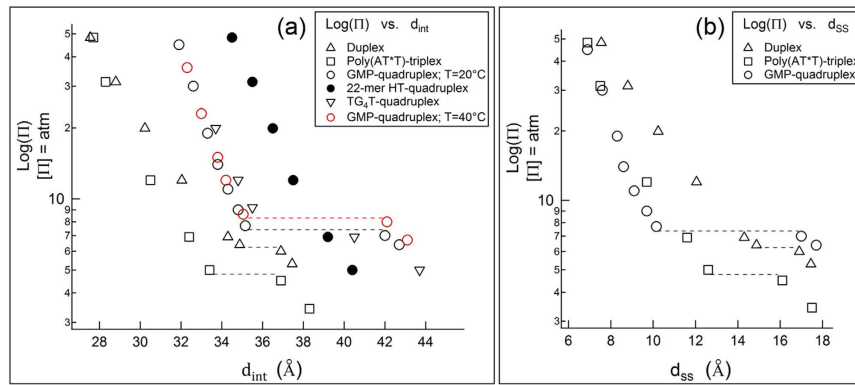 (a)
Log(Π) vs. d_int
Duplex
Poly(AT*T)-triplex
GMP-quadruplex; T=20°C
22-mer HT-quadruplex
TG₄T-quadruplex
GMP-quadruplex; T=40°C
Log(Π)
[Π] = atm
5
4
3
2
10
9
8
7
6
5
4
3
28 30 32 34 36 38 40 42 44
d_int (Å)
(b)
Log(Π) vs. d_SS
Duplex
Poly(AT*T)-triplex
GMP-quadruplex
Log(Π)
[Π] = atm
5
4
3
2
10
9
8
7
6
5
4
3
6 8 10 12 14 16 18
d_SS (Å)